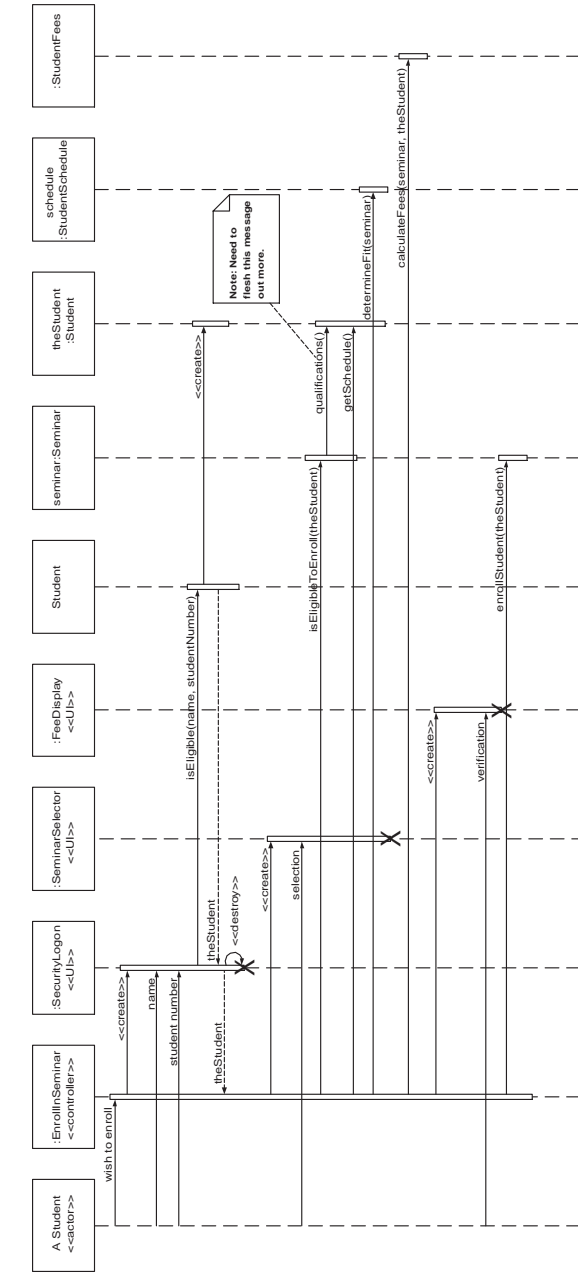 A Student
<<actor>>
:EnrollInSeminar
<<controller>>
:SecurityLogon
<<UI>>
:SeminarSelector
<<UI>>
:FeeDisplay
<<UI>>
Student
seminar:Seminar
theStudent
:Student
schedule
:StudentSchedule
:StudentFees
wish to enroll
<<create>>
name
student number
isEligible(name, studentNumber)
<<create>>
theStudent
theStudent
<<destroy>>
<<create>>
selection
isEligibleToEnroll(theStudent)
qualifications()
Note: Need to
flesh this message
out more.
getSchedule()
determineFit(seminar)
calculateFees(seminar, theStudent)
<<create>>
verification
enrollStudent(theStudent)